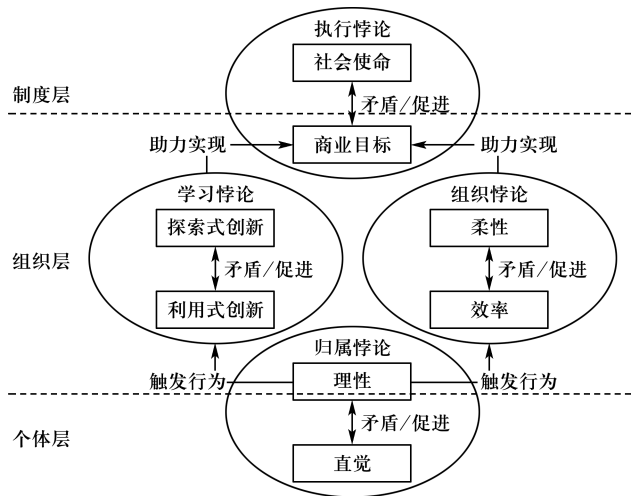 执行悖论
社会使命
制度层
矛盾/促进
助力实现
商业目标
助力实现
学习悖论
组织悖论
探索式创新
柔性
组织层
矛盾/促进
矛盾/促进
利用式创新
效率
归属悖论
触发行为
理性
触发行为
矛盾/促进
个体层
直觉